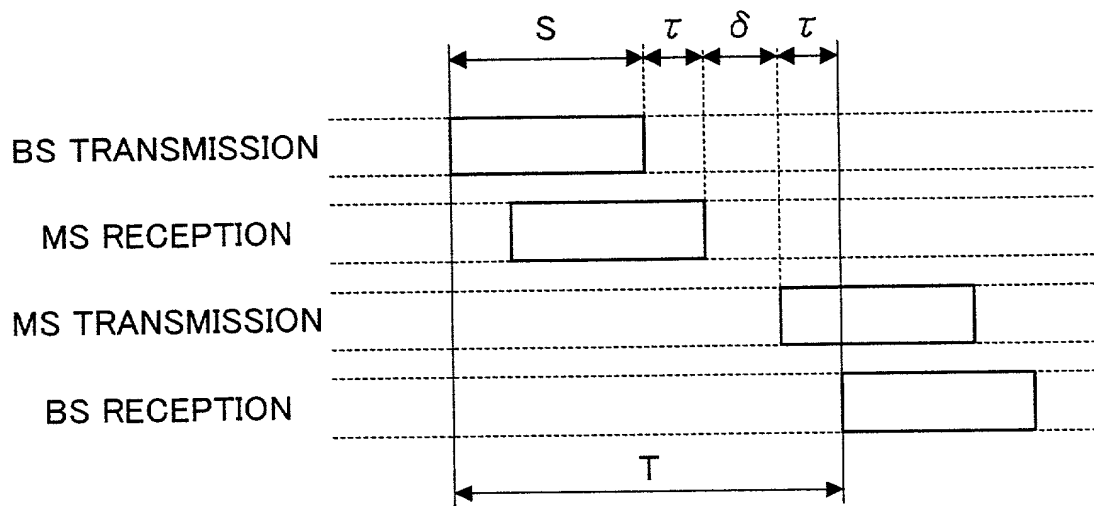 S τ δ τ
BS TRANSMISSION
MS RECEPTION
MS TRANSMISSION
BS RECEPTION
T